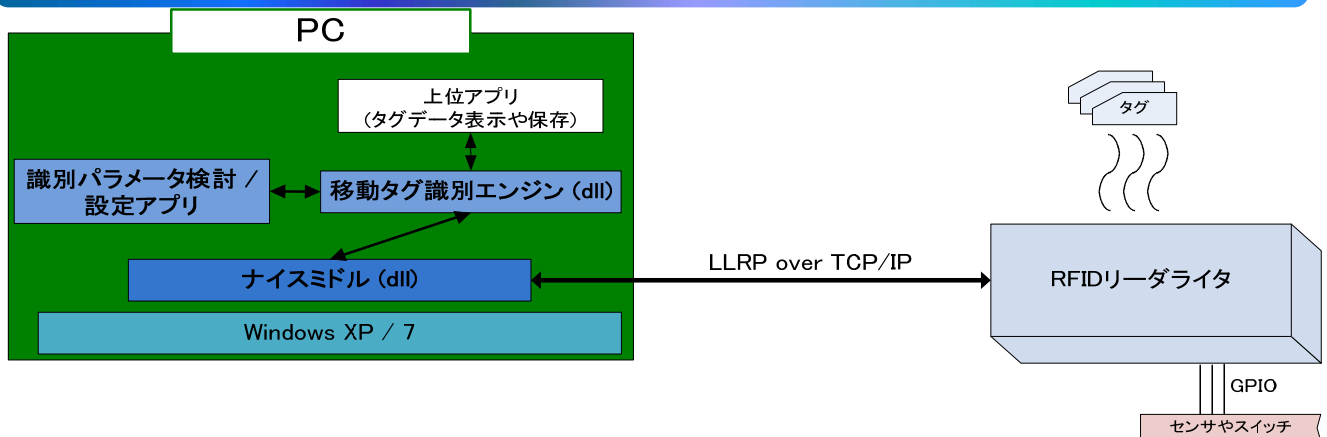 PC
上位アプリ
(タグデータ表示や保存)
タグ
識別パラメータ検討 /
設定アプリ
移動タグ識別エンジン (dll)
LLRP over TCP/IP
ナイスミドル (dll)
RFIDリーダライタ
Windows XP / 7
GPIO
センサやスイッチ